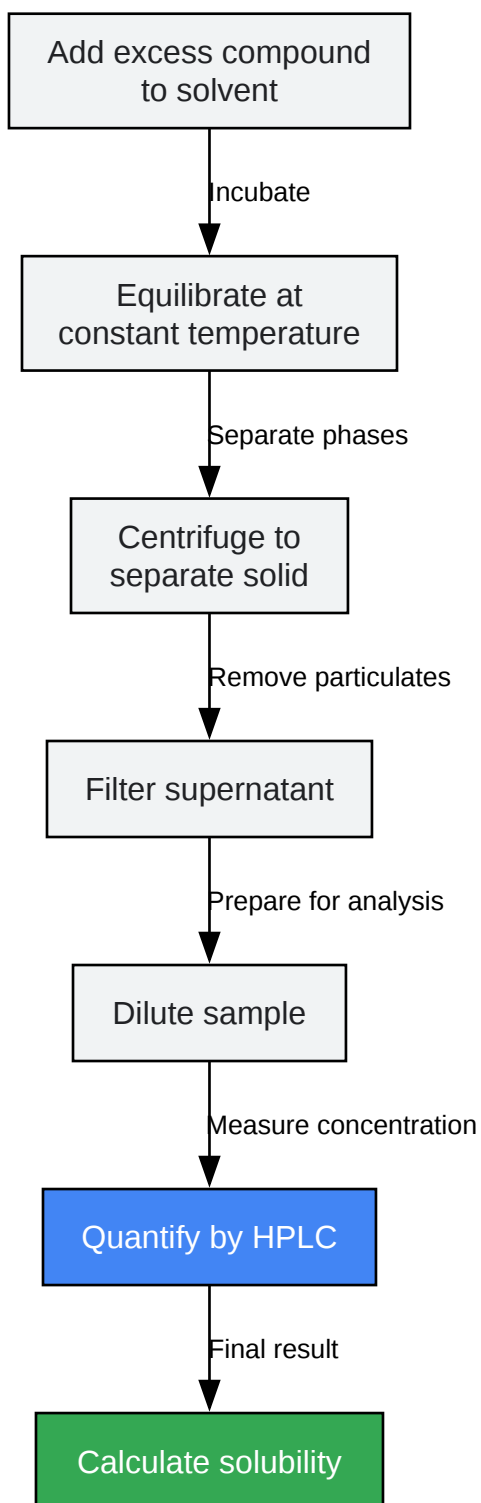 Add excess compound
to solvent
Incubate
Equilibrate at
constant temperature
Separate phases
Centrifuge to
separate solid
Remove particulates
Filter supernatant
Prepare for analysis
Dilute sample
Measure concentration
Quantify by HPLC
Final result
Calculate solubility